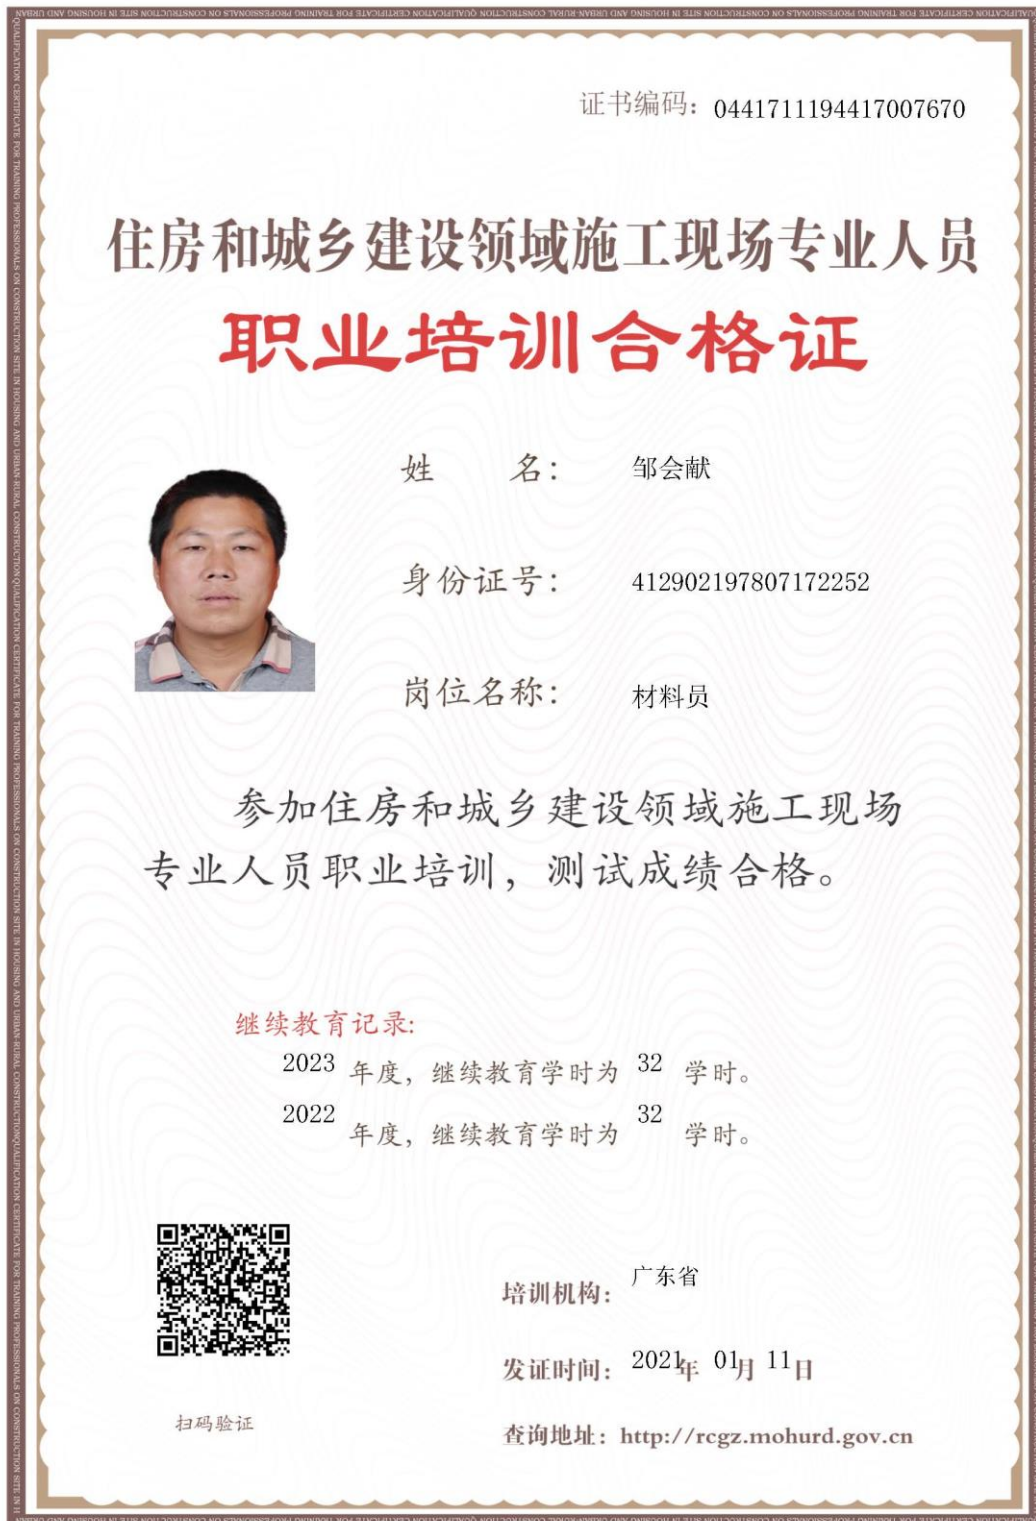 证书编码：0441711194417007670
住房和城乡建设领域施工现场专业人员
职业培训合格证
姓 名： 邹会献
身份证号： 412902197807172252
岗位名称： 材料员
参加住房和城乡建设领域施工现场
专业人员职业培训，测试成绩合格。
继续教育记录:
2023 年度，继续教育学时为 32 学时。
2022 年度，继续教育学时为 32 学时。
培训机构： 广东省
发证时间： 2021年 01月 11日
扫码验证
查询地址：http://rcgz.mohurd.gov.cn